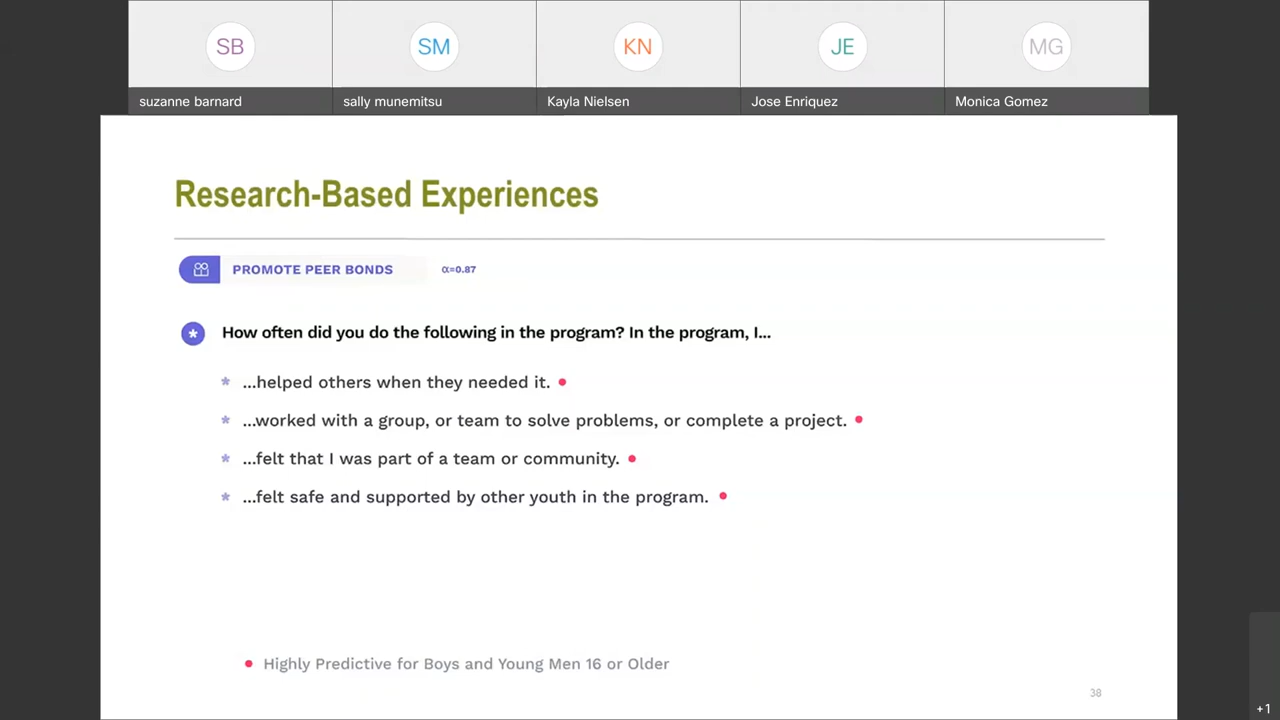 SB
SM
KN
JE
MG
suzanne barnard
sally munemitsu
Kayla Nielsen
Jose Enriquez
Monica Gomez
Research-Based Experiences
PROMOTE PEER BONDS α=0.87
* How often did you do the following in the program? In the program, I...
* ...helped others when they needed it. •
* ...worked with a group, or team to solve problems, or complete a project. •
* ...felt that I was part of a team or community. •
* ...felt safe and supported by other youth in the program. •
• Highly Predictive for Boys and Young Men 16 or Older
38
+1